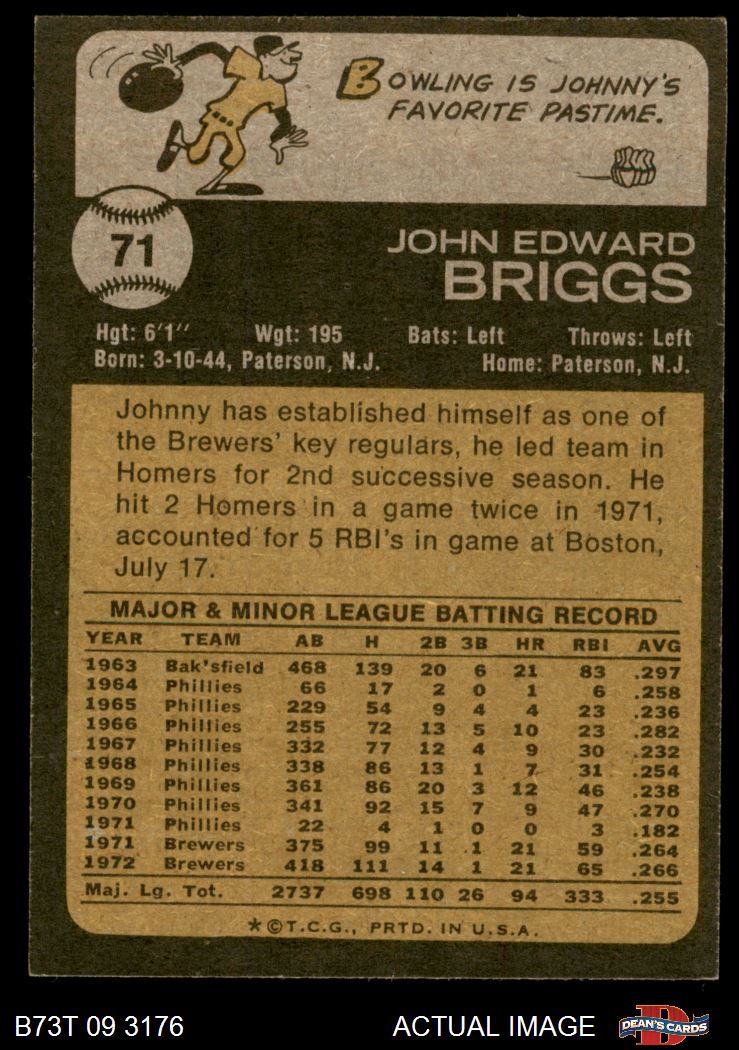 BOWLING IS JOHNNY'S
FAVORITE PASTIME.
71
JOHN EDWARD
BRIGGS
Hgt: 6'1" Wgt: 195 Bats: Left Throws: Left
Born: 3-10-44, Paterson, N.J. Home: Paterson, N.J.
Johnny has established himself as one of
the Brewers' key regulars, he led team in
Homers for 2nd successive season. He
hit 2 Homers in a game twice in 1971,
accounted for 5 RBI's in game at Boston,
July 17.
MAJOR & MINOR LEAGUE BATTING RECORD
YEAR TEAM AB H 2B 3B HR RBI AVG
1963 Bak'sfield 468 139 20 6 21 83 .297
1964 Phillies 66 17 2 0 1 6 .258
1965 Phillies 229 54 9 4 4 23 .236
1966 Phillies 255 72 13 5 10 23 .282
1967 Phillies 332 77 12 4 9 30 .232
1968 Phillies 338 86 13 1 7 31 .254
1969 Phillies 361 86 20 3 12 46 .238
1970 Phillies 341 92 15 7 9 47 .270
1971 Phillies 22 4 1 0 0 3 .182
1971 Brewers 375 99 11 1 21 59 .264
1972 Brewers 418 111 14 1 21 65 .266
Maj. Lg. Tot. 2737 698 110 26 94 333 .255
*©T.C.G., PRTD. IN U.S.A.
B73T 09 3176 ACTUAL IMAGE D DEAN'S CARDS